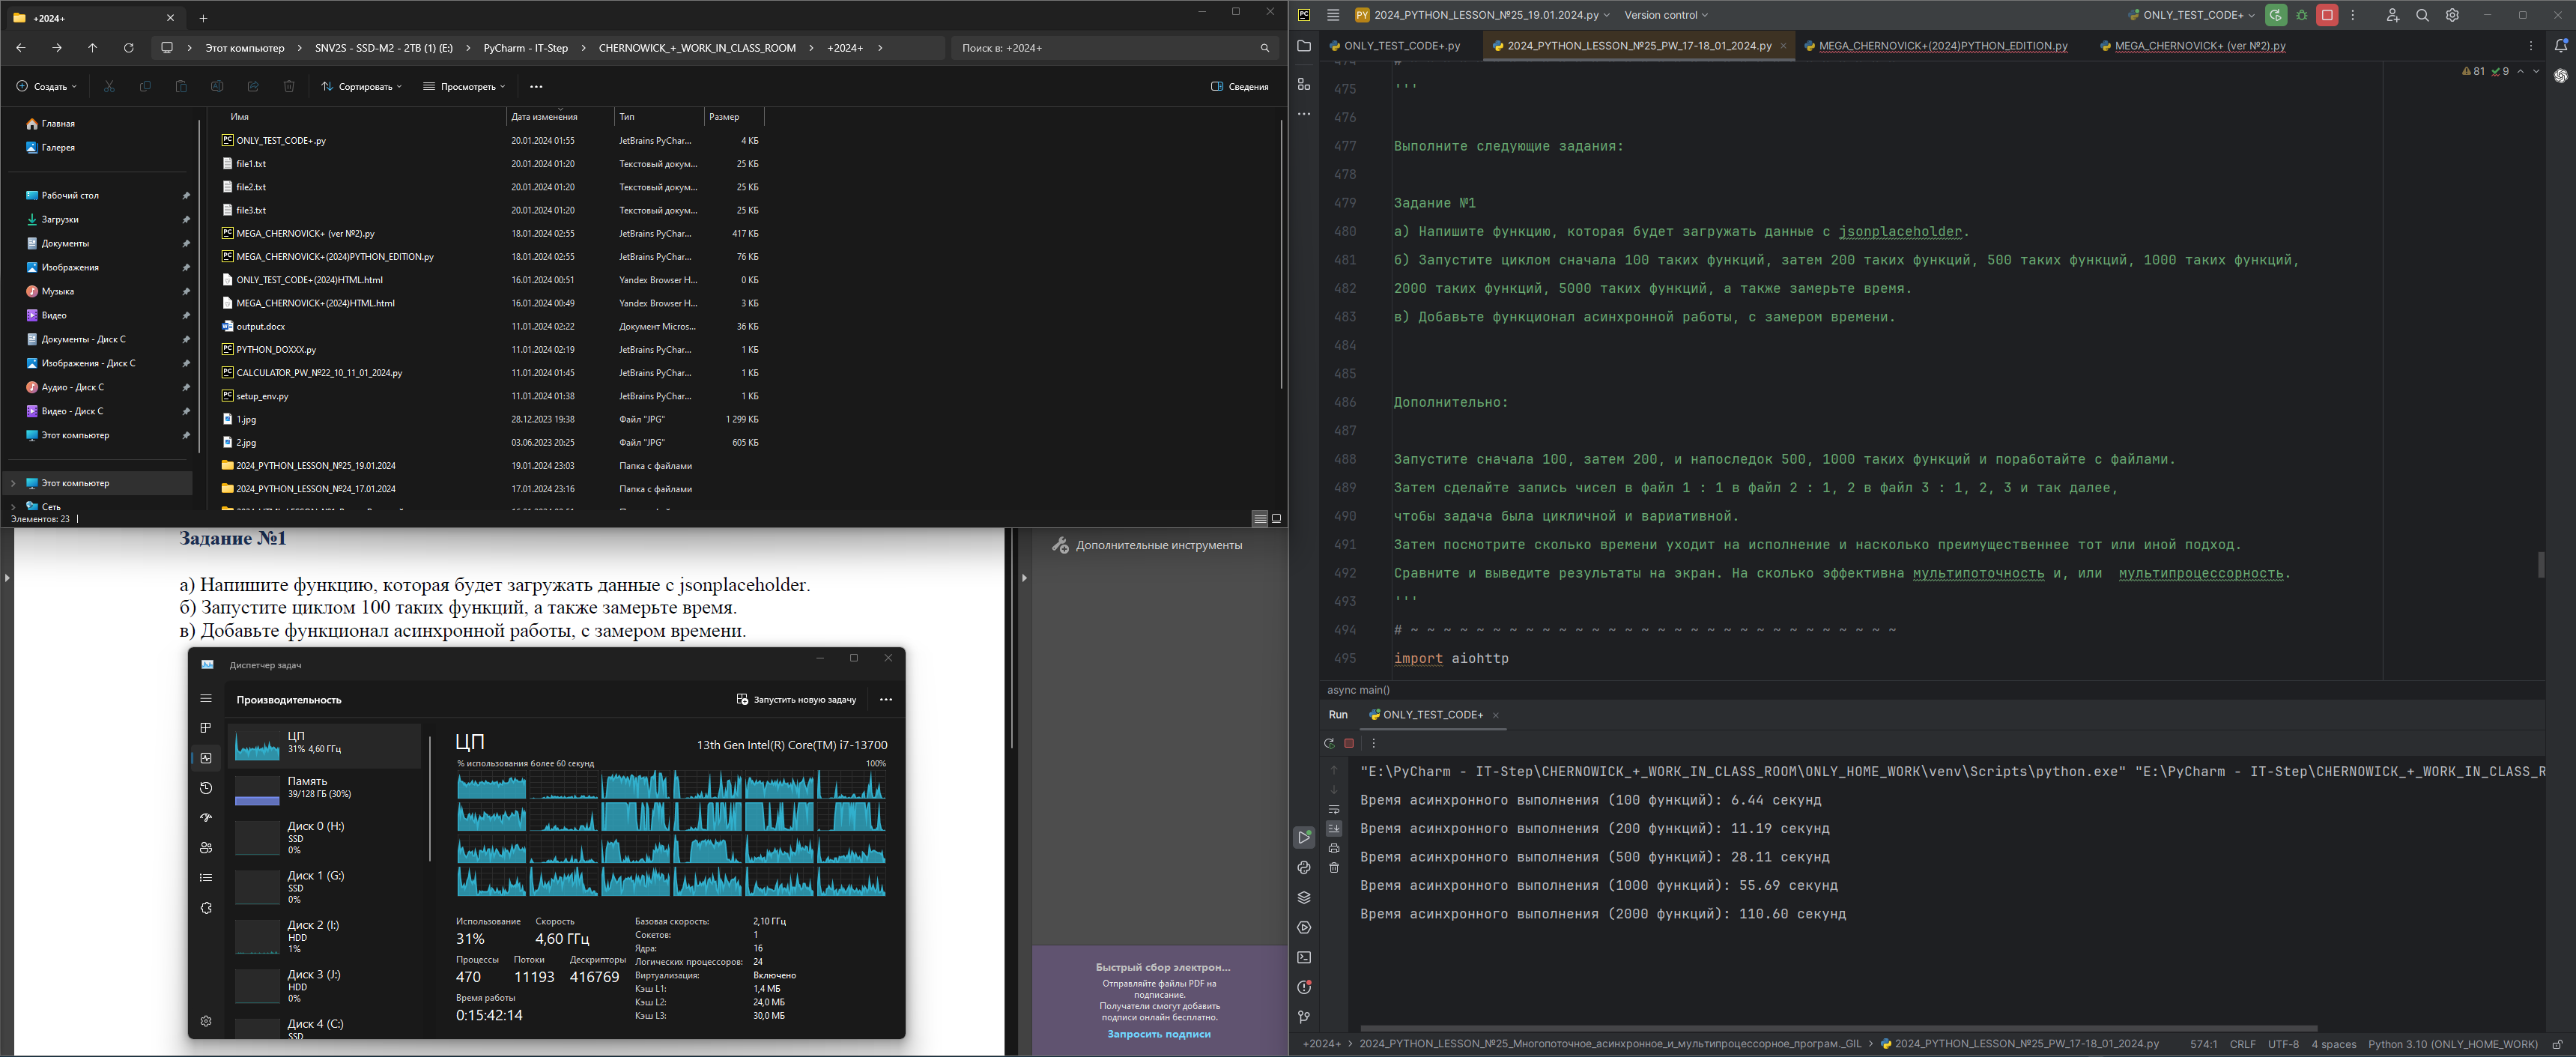 +2024+
Этот компьютер > SNV2S - SSD-M2 - 2TB (1) (E:) > PyCharm - IT-Step > CHERNOWICK_+_WORK_IN_CLASS_ROOM > +2024+ >
Поиск в: +2024+
Создать
Сортировать
Просмотреть
Сведения
Главная
Галерея
Рабочий стол
Загрузки
Документы
Изображения
Музыка
Видео
Документы - Диск C
Изображения - Диск C
Аудио - Диск C
Видео - Диск C
Этот компьютер
Этот компьютер
Сеть
Имя Дата изменения Тип Размер
ONLY_TEST_CODE+.py 20.01.2024 01:55 JetBrains PyChar... 4 КБ
file1.txt 20.01.2024 01:20 Текстовый докум... 25 КБ
file2.txt 20.01.2024 01:20 Текстовый докум... 25 КБ
file3.txt 20.01.2024 01:20 Текстовый докум... 25 КБ
MEGA_CHERNOVICK+ (ver №2).py 18.01.2024 02:55 JetBrains PyChar... 417 КБ
MEGA_CHERNOVICK+(2024)PYTHON_EDITION.py 18.01.2024 02:55 JetBrains PyChar... 76 КБ
ONLY_TEST_CODE+(2024)HTML.html 16.01.2024 00:51 Yandex Browser H... 0 КБ
MEGA_CHERNOVICK+(2024)HTML.html 16.01.2024 00:49 Yandex Browser H... 3 КБ
output.docx 11.01.2024 02:22 Документ Micros... 36 КБ
PYTHON_DOXXX.py 11.01.2024 02:19 JetBrains PyChar... 1 КБ
CALCULATOR_PW_№22_10_11_01_2024.py 11.01.2024 01:45 JetBrains PyChar... 1 КБ
setup_env.py 11.01.2024 01:38 JetBrains PyChar... 1 КБ
1.jpg 28.12.2023 19:38 Файл "JPG" 1 299 КБ
2.jpg 03.06.2023 20:25 Файл "JPG" 605 КБ
2024_PYTHON_LESSON_№25_19.01.2024 19.01.2024 23:03 Папка с файлами
2024_PYTHON_LESSON_№24_17.01.2024 17.01.2024 23:16 Папка с файлами
Элементов: 23
Задание №1
а) Напишите функцию, которая будет загружать данные с jsonplaceholder.
б) Запустите циклом 100 таких функций, а также замерьте время.
в) Добавьте функционал асинхронной работы, с замером времени.
Дополнительные инструменты
Быстрый сбор электрон...
Отправляйте файлы PDF на
подписание.
Получатели смогут добавить
подписи онлайн бесплатно.
Запросить подписи
Диспетчер задач
Производительность
Запустить новую задачу
ЦП
31% 4,60 ГГц
Память
39/128 ГБ (30%)
Диск 0 (H:)
SSD
0%
Диск 1 (G:)
SSD
0%
Диск 2 (I:)
HDD
1%
Диск 3 (J:)
HDD
0%
Диск 4 (C:)
SSD
ЦП 13th Gen Intel(R) Core(TM) i7-13700
% использования более 60 секунд 100%
Использование Скорость
31% 4,60 ГГц
Процессы Потоки Дескрипторы
470 11193 416769
Время работы
0:15:42:14
Базовая скорость: 2,10 ГГц
Сокетов: 1
Ядра: 16
Логических процессоров: 24
Виртуализация: Включено
Кэш L1: 1,4 МБ
Кэш L2: 24,0 МБ
Кэш L3: 30,0 МБ
PC PY 2024_PYTHON_LESSON_№25_19.01.2024.py Version control ONLY_TEST_CODE+
ONLY_TEST_CODE+.py 2024_PYTHON_LESSON_№25_PW_17-18_01_2024.py MEGA_CHERNOVICK+(2024)PYTHON_EDITION.py MEGA_CHERNOVICK+ (ver №2).py
81 9
474 #
475 '''
476
477 Выполните следующие задания:
478
479 Задание №1
480 а) Напишите функцию, которая будет загружать данные с jsonplaceholder.
481 б) Запустите циклом сначала 100 таких функций, затем 200 таких функций, 500 таких функций, 1000 таких функций,
482 2000 таких функций, 5000 таких функций, а также замерьте время.
483 в) Добавьте функционал асинхронной работы, с замером времени.
484
485
486 Дополнительно:
487
488 Запустите сначала 100, затем 200, и напоследок 500, 1000 таких функций и поработайте с файлами.
489 Затем сделайте запись чисел в файл 1 : 1 в файл 2 : 1, 2 в файл 3 : 1, 2, 3 и так далее,
490 чтобы задача была цикличной и вариативной.
491 Затем посмотрите сколько времени уходит на исполнение и насколько преимущественнее тот или иной подход.
492 Сравните и выведите результаты на экран. На сколько эффективна мультипоточность и, или мультипроцессорность.
493 '''
494 # ~ ~ ~ ~ ~ ~ ~ ~ ~ ~ ~ ~ ~ ~ ~ ~ ~ ~ ~ ~ ~ ~ ~ ~ ~ ~ ~ ~ ~ ~
495 import aiohttp
async main()
Run ONLY_TEST_CODE+
"E:\PyCharm - IT-Step\CHERNOWICK_+_WORK_IN_CLASS_ROOM\ONLY_HOME_WORK\venv\Scripts\python.exe" "E:\PyCharm - IT-Step\CHERNOWICK_+_WORK_IN_CLASS_R
Время асинхронного выполнения (100 функций): 6.44 секунд
Время асинхронного выполнения (200 функций): 11.19 секунд
Время асинхронного выполнения (500 функций): 28.11 секунд
Время асинхронного выполнения (1000 функций): 55.69 секунд
Время асинхронного выполнения (2000 функций): 110.60 секунд
+2024+ > 2024_PYTHON_LESSON_№25_Многопоточное_асинхронное_и_мультипроцессорное_програм._GIL > 2024_PYTHON_LESSON_№25_PW_17-18_01_2024.py 574:1 CRLF UTF-8 4 spaces Python 3.10 (ONLY_HOME_WORK)